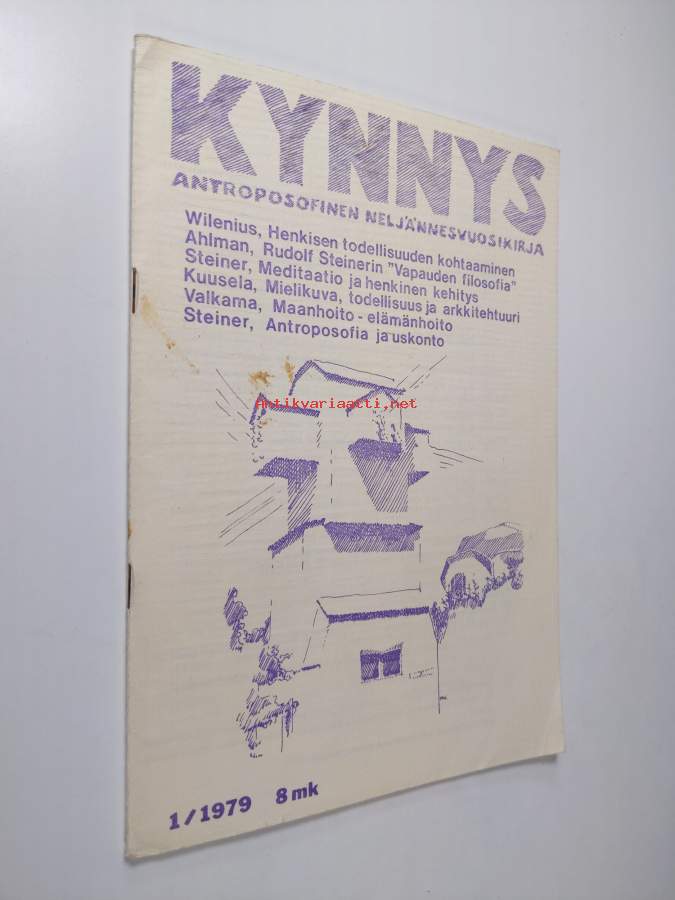 KYNNYS
ANTROPOSOFINEN NELJÄNNESVUOSIKIRJA
Wilenius, Henkisen todellisuuden kohtaaminen
Ahlman, Rudolf Steinerin "Vapauden filosofia"
Steiner, Meditaatio ja henkinen kehitys
Kuusela, Mielikuva, todellisuus ja arkkitehtuuri
Valkama, Maanhoito - elämänhoito
Steiner, Antroposofia ja uskonto
Antikvariaatti.net
1/1979 8 mk